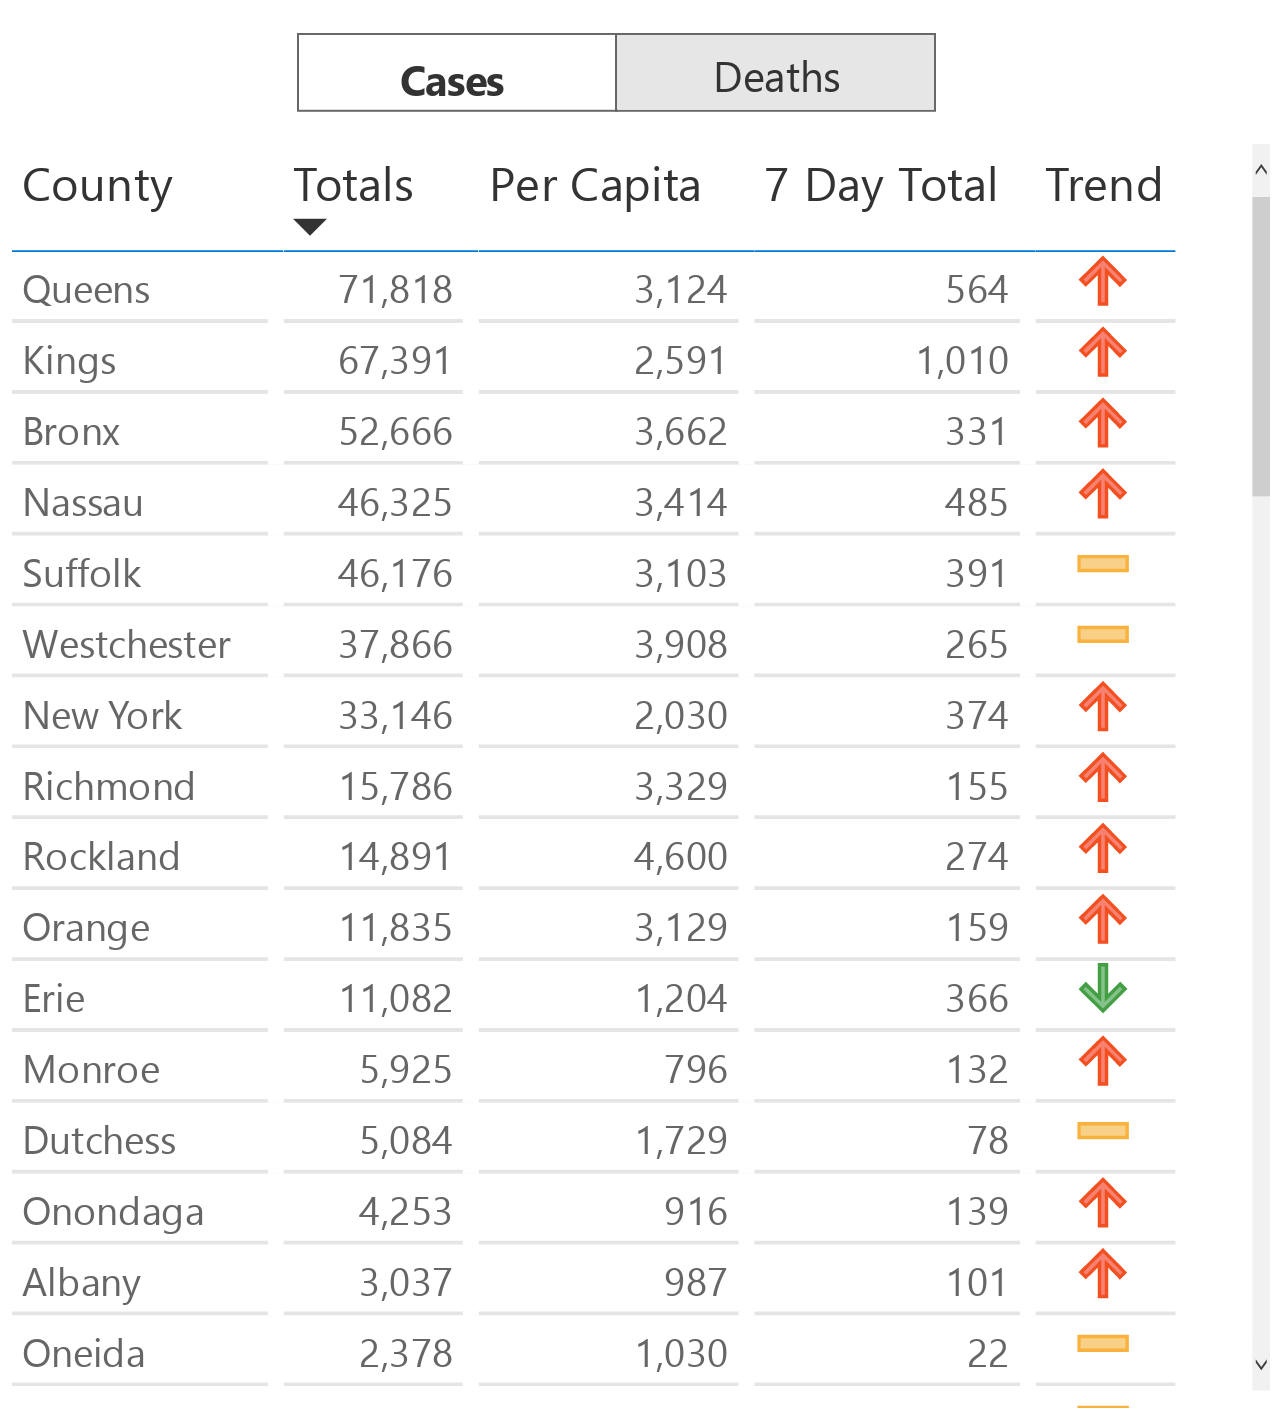 Cases Deaths
County Totals Per Capita 7 Day Total Trend
Queens 71,818 3,124 564
Kings 67,391 2,591 1,010
Bronx 52,666 3,662 331
Nassau 46,325 3,414 485
Suffolk 46,176 3,103 391
Westchester 37,866 3,908 265
New York 33,146 2,030 374
Richmond 15,786 3,329 155
Rockland 14,891 4,600 274
Orange 11,835 3,129 159
Erie 11,082 1,204 366
Monroe 5,925 796 132
Dutchess 5,084 1,729 78
Onondaga 4,253 916 139
Albany 3,037 987 101
Oneida 2,378 1,030 22